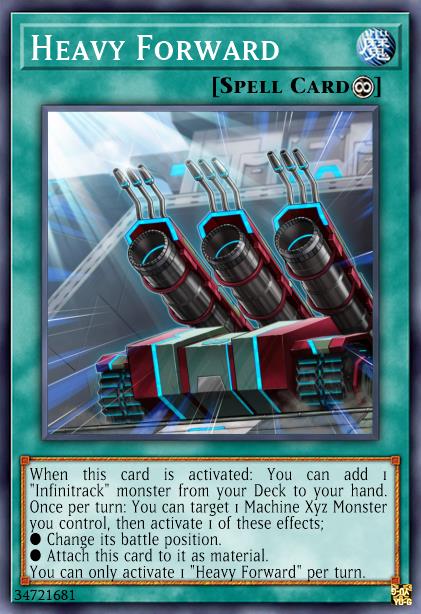 HEAVY FORWARD
[SPELL CARD]
When this card is activated: You can add 1
"Infinitrack" monster from your Deck to your hand.
Once per turn: You can target 1 Machine Xyz Monster
you control, then activate 1 of these effects;
● Change its battle position.
● Attach this card to it as material.
You can only activate 1 "Heavy Forward" per turn.
34721681